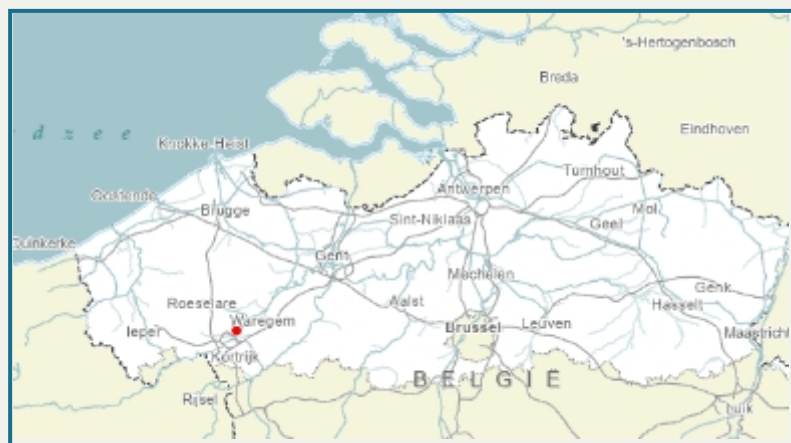 's-Hertogenbosch
Breda
d z e e
Eindhoven
Knokke-Heist
Turnhout
Antwerpen
Oostende
Mol
Brugge
Sint-Niklaas
Geel
Duinkerke
Gent
Mechelen
Genk
Roeselare
Aalst
Hasselt
Waregem
Ieper
Brussel
Leuven
Maastricht
Kortrijk
BELGIË
Rijsel
Luik